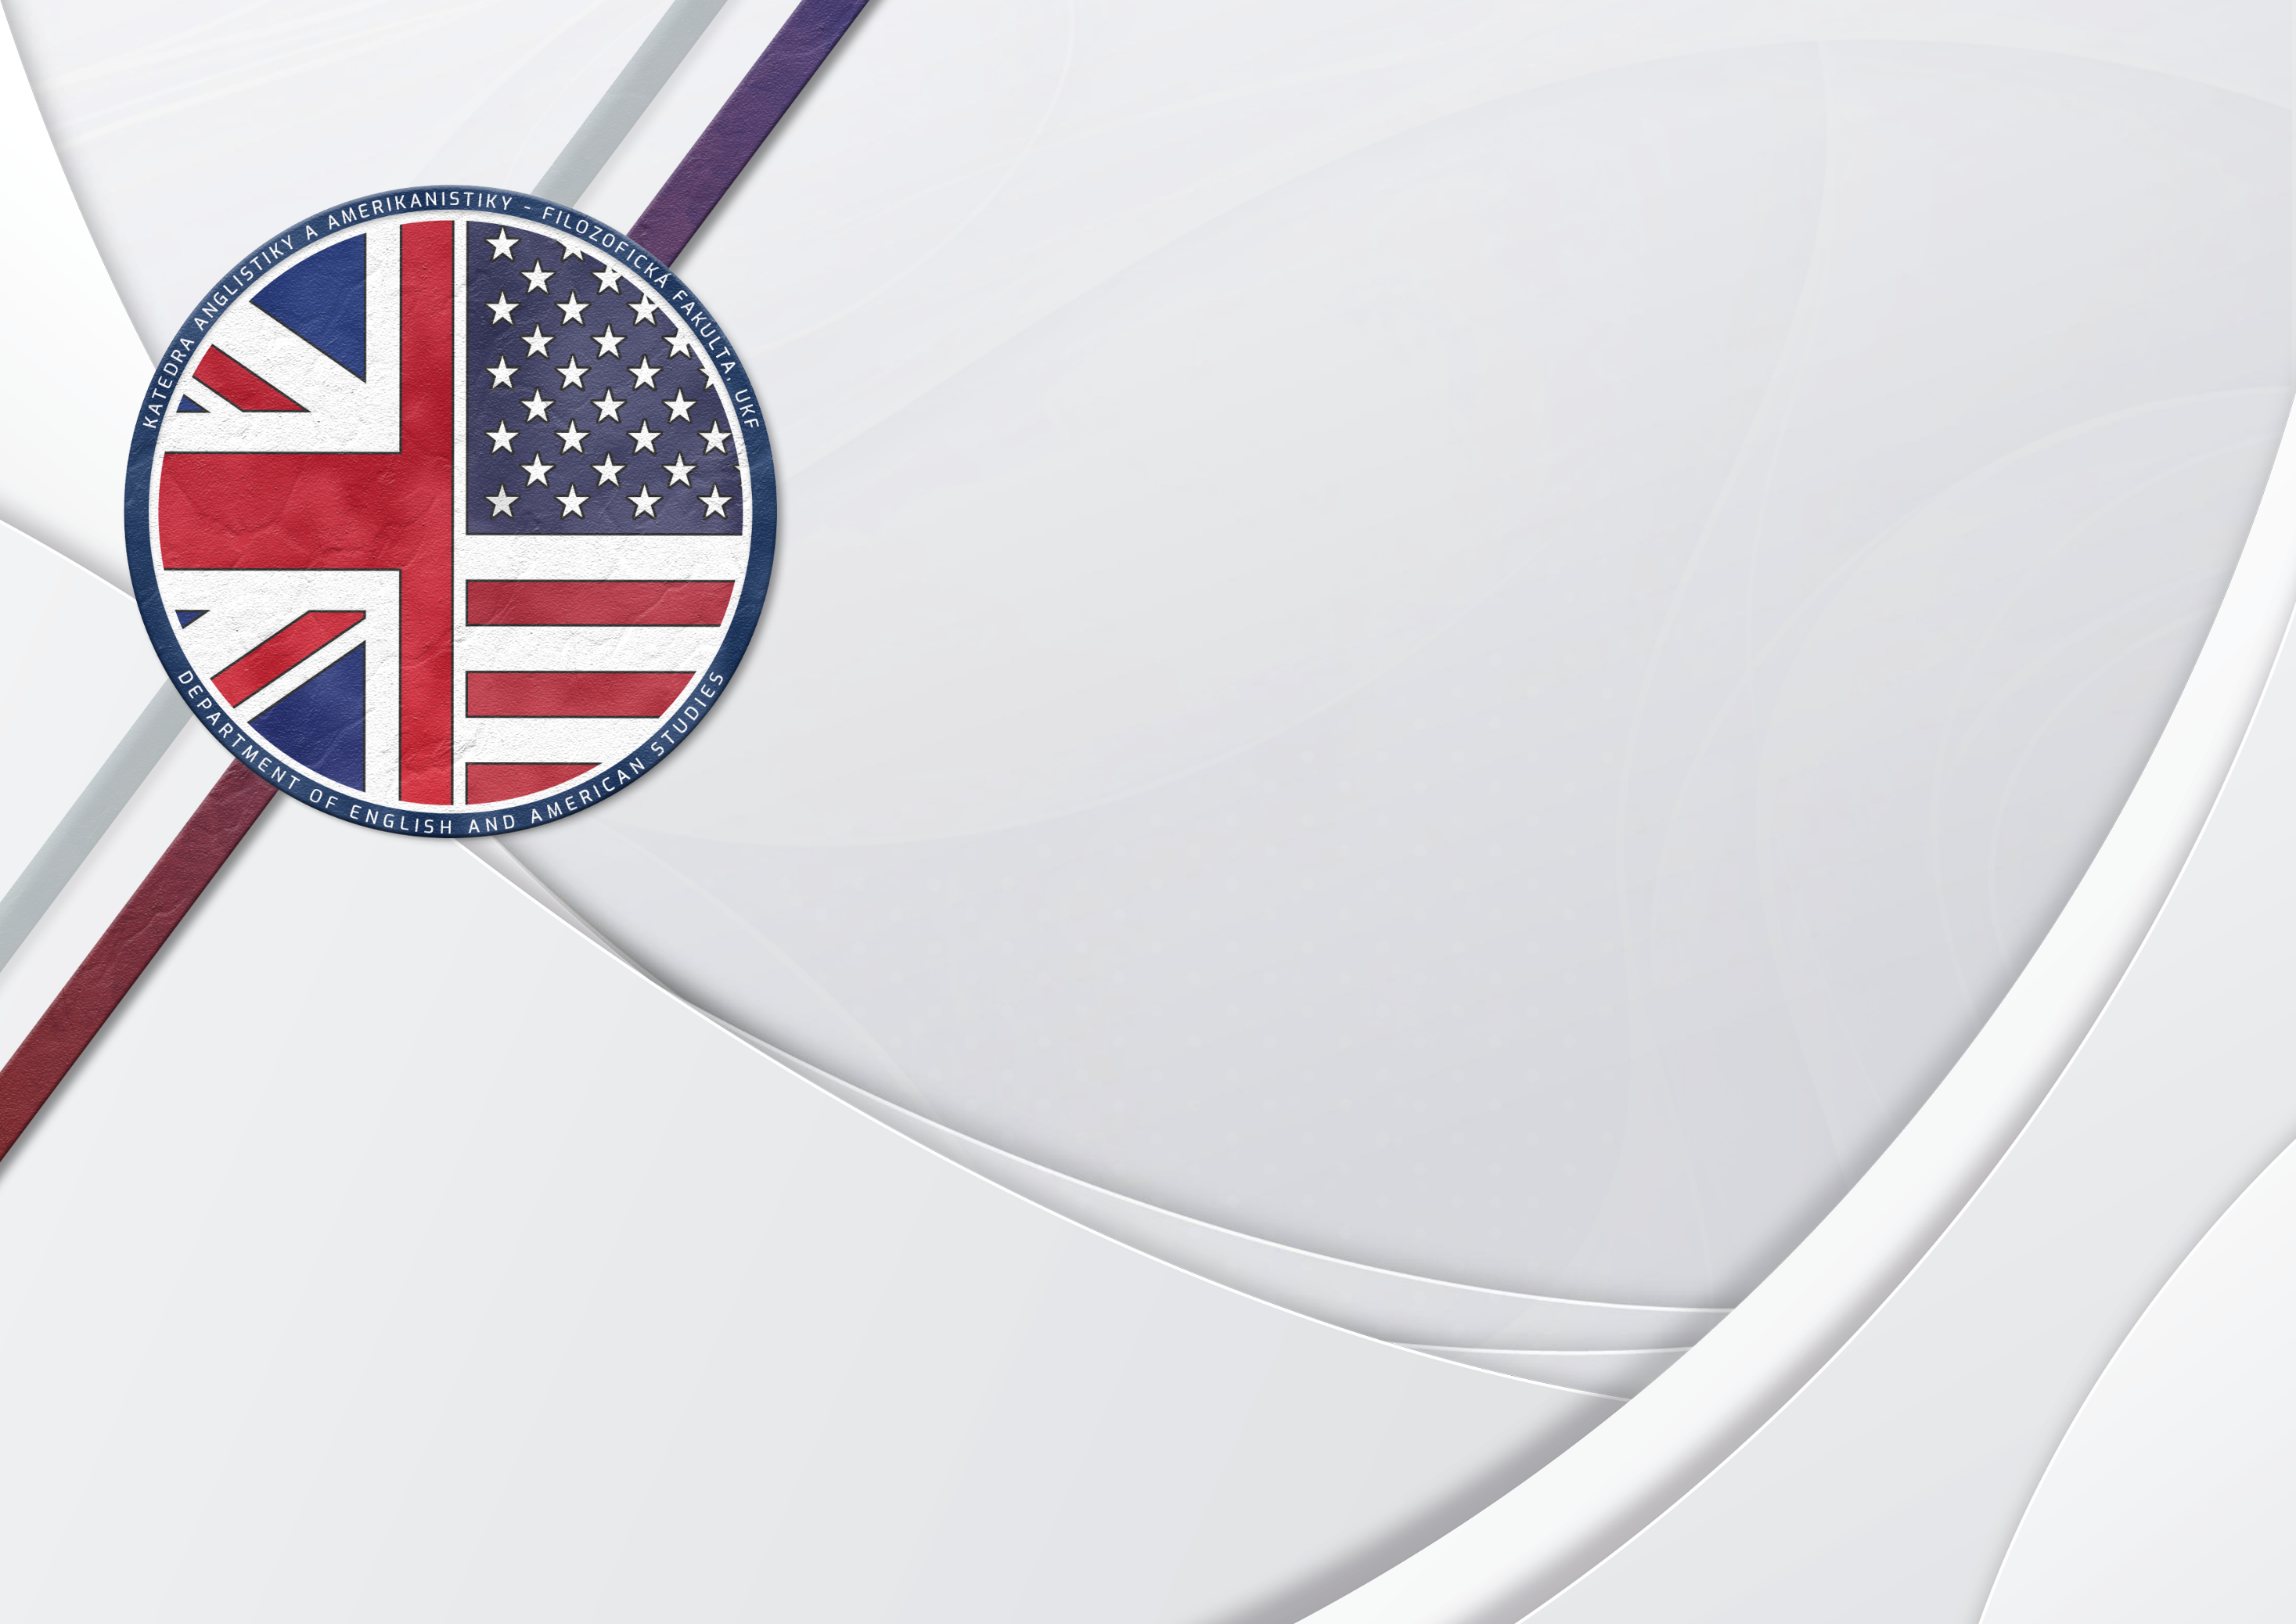 KATEDRA ANGLISTIKY A AMERIKANISTIKY - FILOZOFICKÁ FAKULTA, UKF
DEPARTMENT OF ENGLISH AND AMERICAN STUDIES